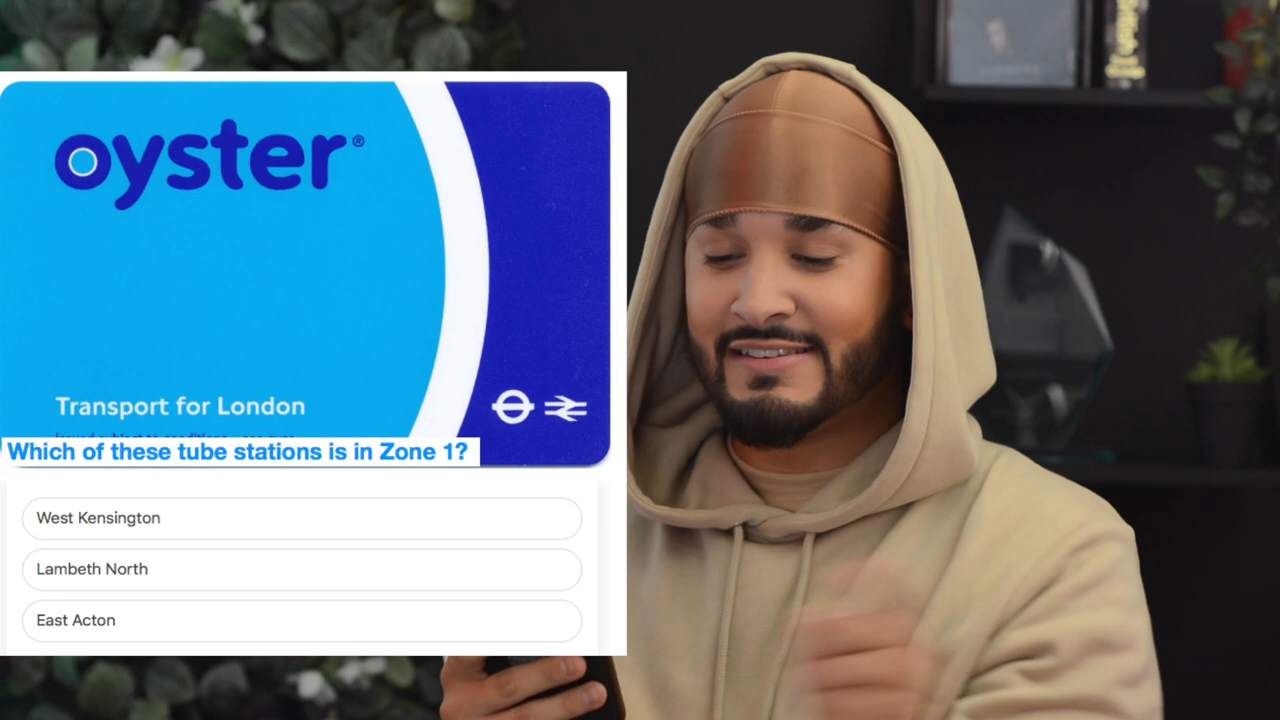 oyster®
Transport for London
Which of these tube stations is in Zone 1?
West Kensington
Lambeth North
East Acton